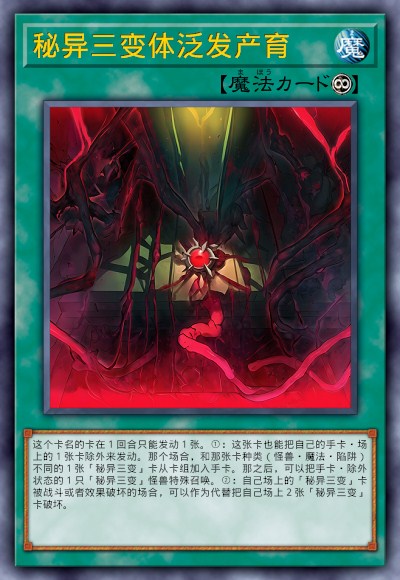 秘异三变体泛发产育
魔
【魔法カード】
ま ほう
这个卡名的卡在１回合只能发动１张。①：这张卡也能把自己的手卡·场
上的１张卡除外来发动。那个场合，和那张卡种类（怪兽·魔法·陷阱）
不同的１张「秘异三变」卡从卡组加入手卡。那之后，可以把手卡·除外
状态的１只「秘异三变」怪兽特殊召唤。②：自己场上的「秘异三变」卡
被战斗或者效果破坏的场合，可以作为代替把自己场上２张「秘异三变」
卡破坏。